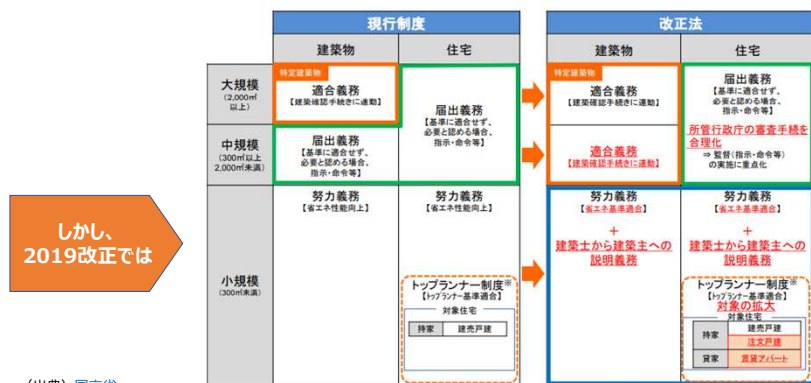 現行制度
改正法
建築物
住宅
建築物
住宅
大規模
(2,000㎡
以上)
特定建築物
適合義務
【建築確認手続きに連動】
届出義務
【基準に適合せず、
必要と認める場合、
指示・命令等】
特定建築物
適合義務
【建築確認手続きに連動】
届出義務
【基準に適合せず、
必要と認める場合、
指示・命令等】
所管行政庁の審査手続を
合理化
⇒ 監督(指示・命令等)
の実施に重点化
中規模
(300㎡以上
2,000㎡未満)
届出義務
【基準に適合せず、
必要と認める場合、
指示・命令等】
適合義務
【建築確認手続きに連動】
しかし、
2019改正では
小規模
(300㎡未満)
努力義務
【省エネ性能向上】
努力義務
【省エネ性能向上】
トップランナー制度※
【トップランナー基準適合】
対象住宅
持家
建売戸建
努力義務
【省エネ基準適合】
+
建築士から建築主への
説明義務
努力義務
【省エネ基準適合】
+
建築士から建築主への
説明義務
トップランナー制度※
【トップランナー基準適合】
対象の拡大
対象住宅
持家
建売戸建
注文戸建
貸家
賃貸アパート